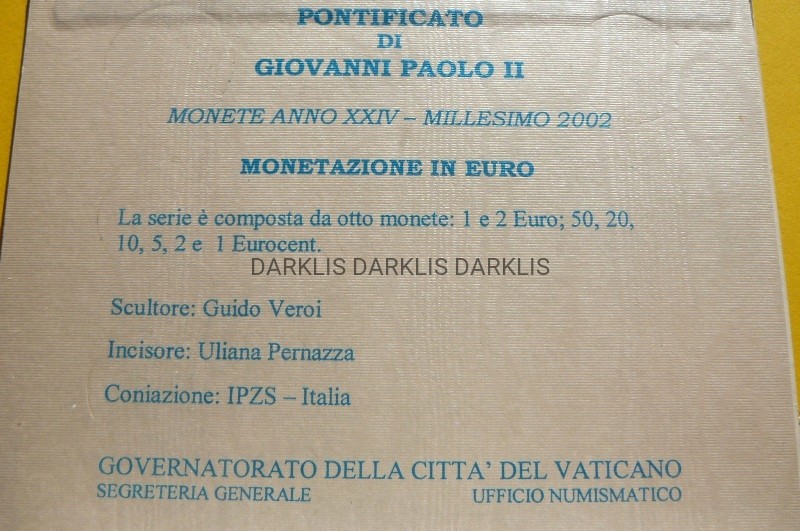 PONTIFICATO
DI
GIOVANNI PAOLO II
MONETE ANNO XXIV – MILLESIMO 2002
MONETAZIONE IN EURO
La serie è composta da otto monete: 1 e 2 Euro; 50, 20,
10, 5, 2 e 1 Eurocent.
DARKLIS DARKLIS DARKLIS
Scultore: Guido Veroi
Incisore: Uliana Pernazza
Coniazione: IPZS – Italia
GOVERNATORATO DELLA CITTA' DEL VATICANO
SEGRETERIA GENERALE UFFICIO NUMISMATICO